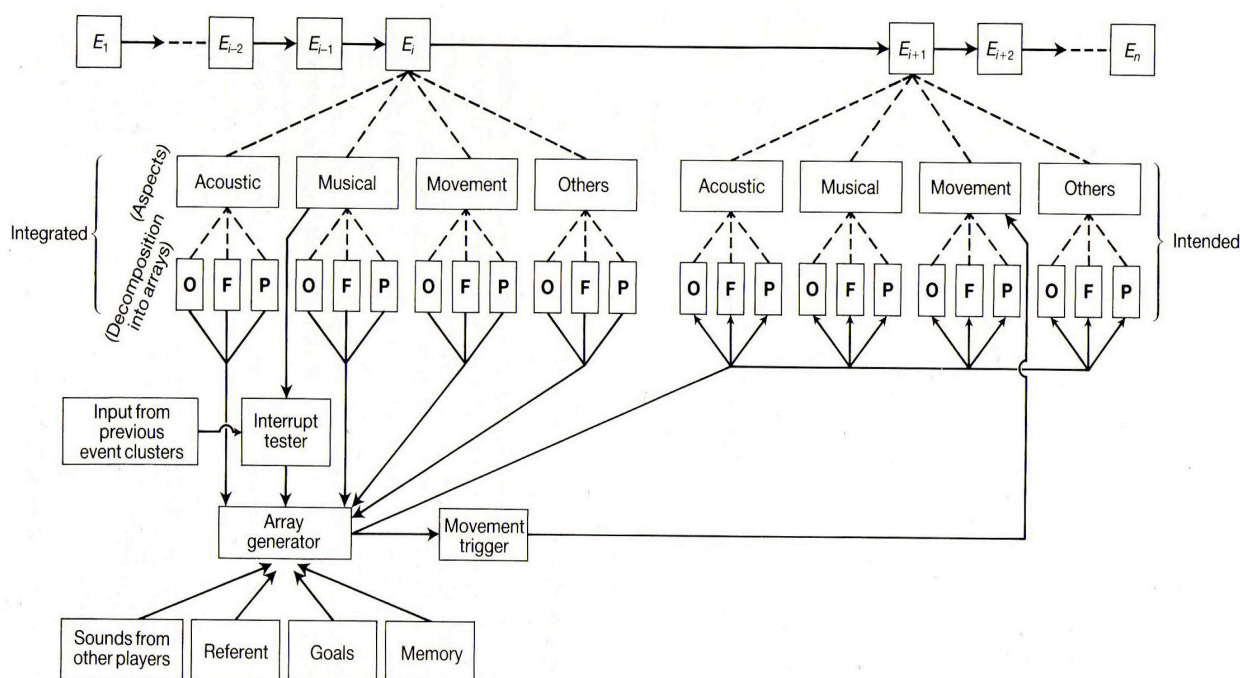 E1
Ei–2
Ei–1
Ei
Ei+1
Ei+2
En
Integrated
(Aspects)
(Decomposition
into arrays)
Acoustic
Musical
Movement
Others
Acoustic
Musical
Movement
Others
Intended
O F P
O F P
O F P
O F P
O F P
O F P
O F P
O F P
Input from
previous
event clusters
Interrupt
tester
Array
generator
Movement
trigger
Sounds from
other players
Referent
Goals
Memory